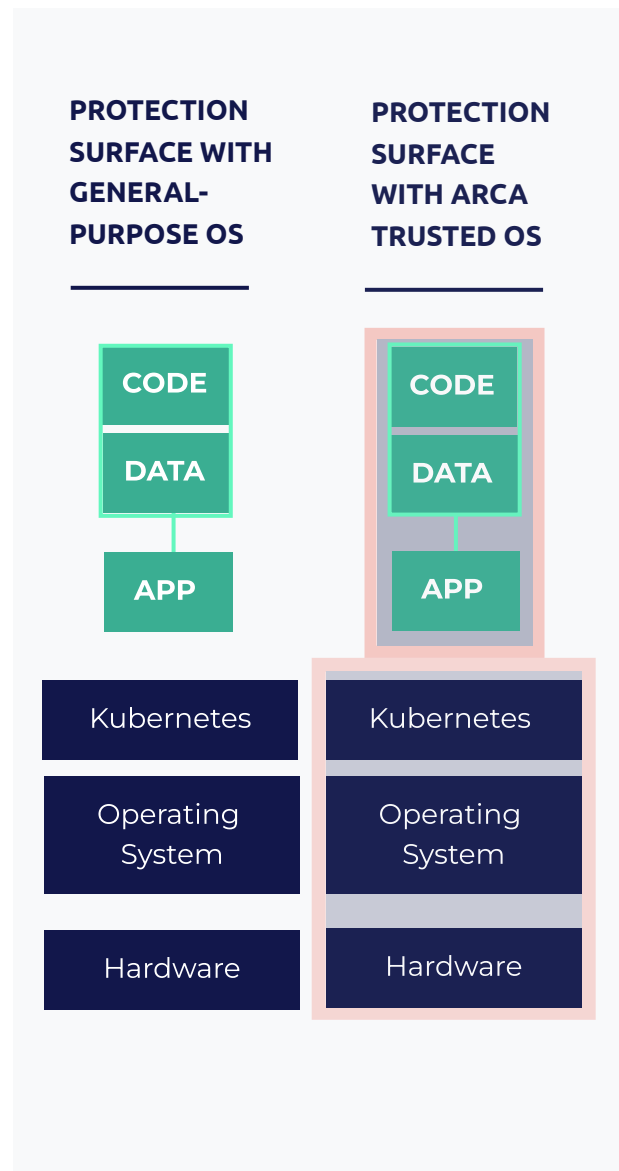 PROTECTION
SURFACE WITH
GENERAL-
PURPOSE OS
CODE
DATA
APP
Kubernetes
Operating
System
Hardware
PROTECTION
SURFACE
WITH ARCA
TRUSTED OS
CODE
DATA
APP
Kubernetes
Operating
System
Hardware